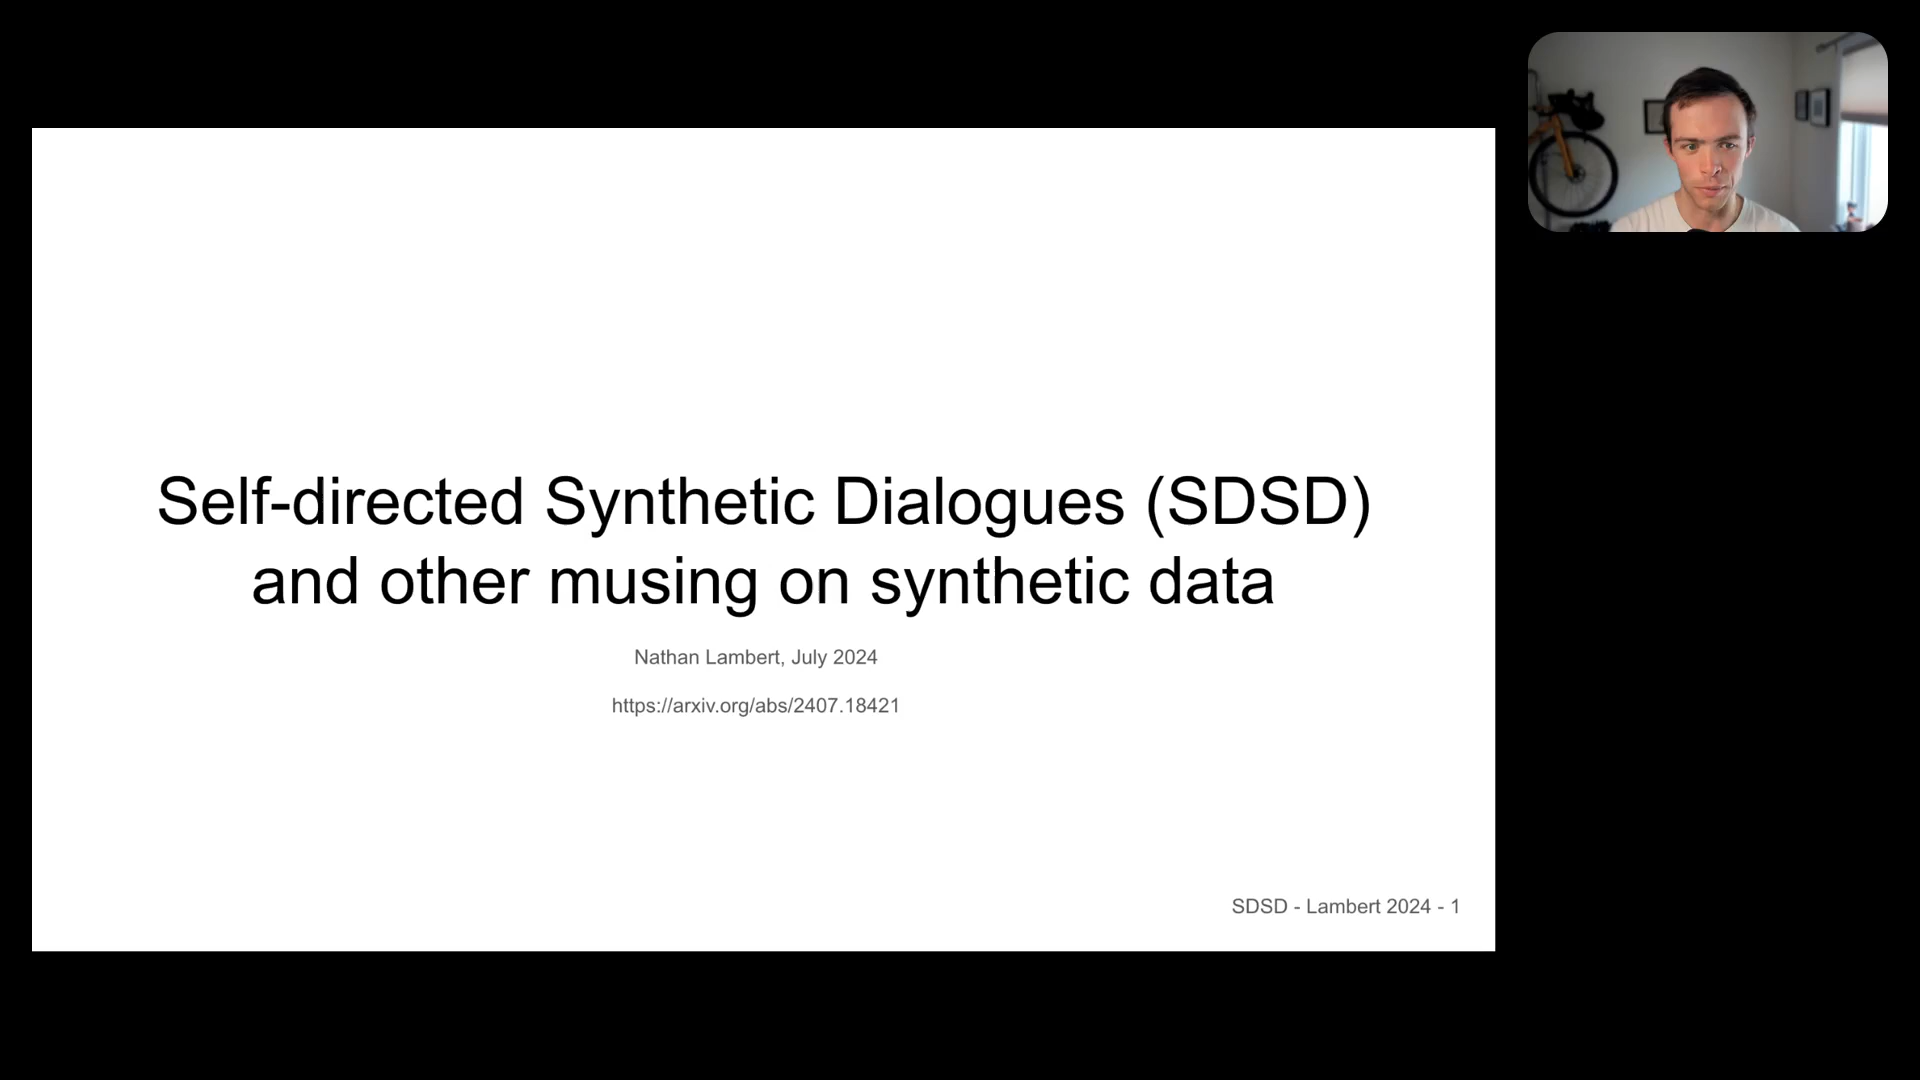 Self-directed Synthetic Dialogues (SDSD)
and other musing on synthetic data
Nathan Lambert, July 2024
https://arxiv.org/abs/2407.18421
SDSD - Lambert 2024 - 1